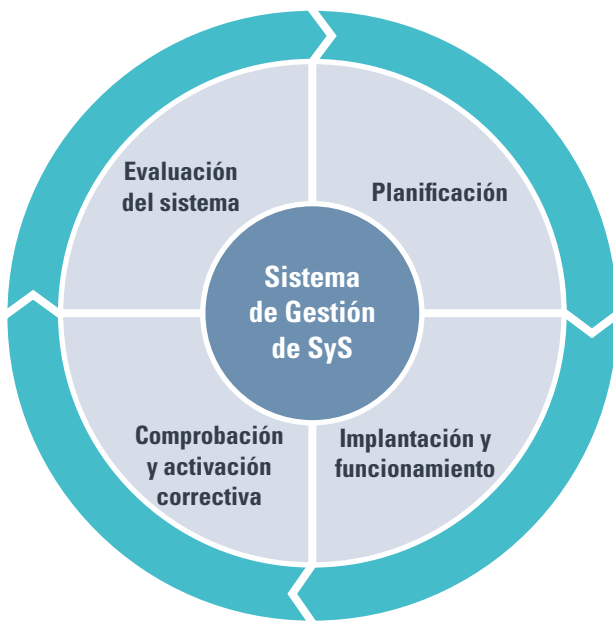 Evaluación
del sistema
Planificación
Sistema
de Gestión
de SyS
Comprobación
y activación
correctiva
Implantación y
funcionamiento